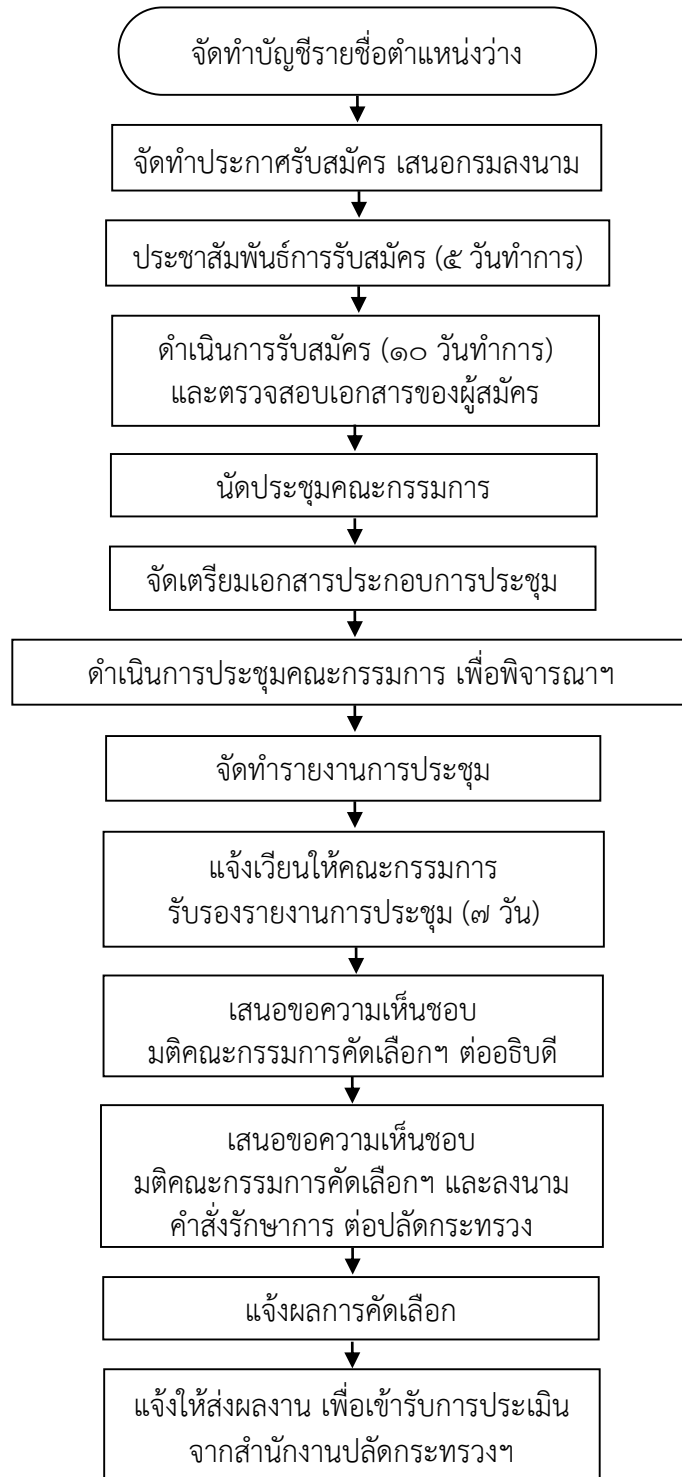 จัดทำบัญชีรายชื่อตำแหน่งว่าง
จัดทำประกาศรับสมัคร เสนอกรมลงนาม
ประชาสัมพันธ์การรับสมัคร (๕ วันทำการ)
ดำเนินการรับสมัคร (๑๐ วันทำการ)
และตรวจสอบเอกสารของผู้สมัคร
นัดประชุมคณะกรรมการ
จัดเตรียมเอกสารประกอบการประชุม
ดำเนินการประชุมคณะกรรมการ เพื่อพิจารณาฯ
จัดทำรายงานการประชุม
แจ้งเวียนให้คณะกรรมการ
รับรองรายงานการประชุม (๗ วัน)
เสนอขอความเห็นชอบ
มติคณะกรรมการคัดเลือกฯ ต่ออธิบดี
เสนอขอความเห็นชอบ
มติคณะกรรมการคัดเลือกฯ และลงนาม
คำสั่งรักษาการ ต่อปลัดกระทรวง
แจ้งผลการคัดเลือก
แจ้งให้ส่งผลงาน เพื่อเข้ารับการประเมิน
จากสำนักงานปลัดกระทรวงฯ